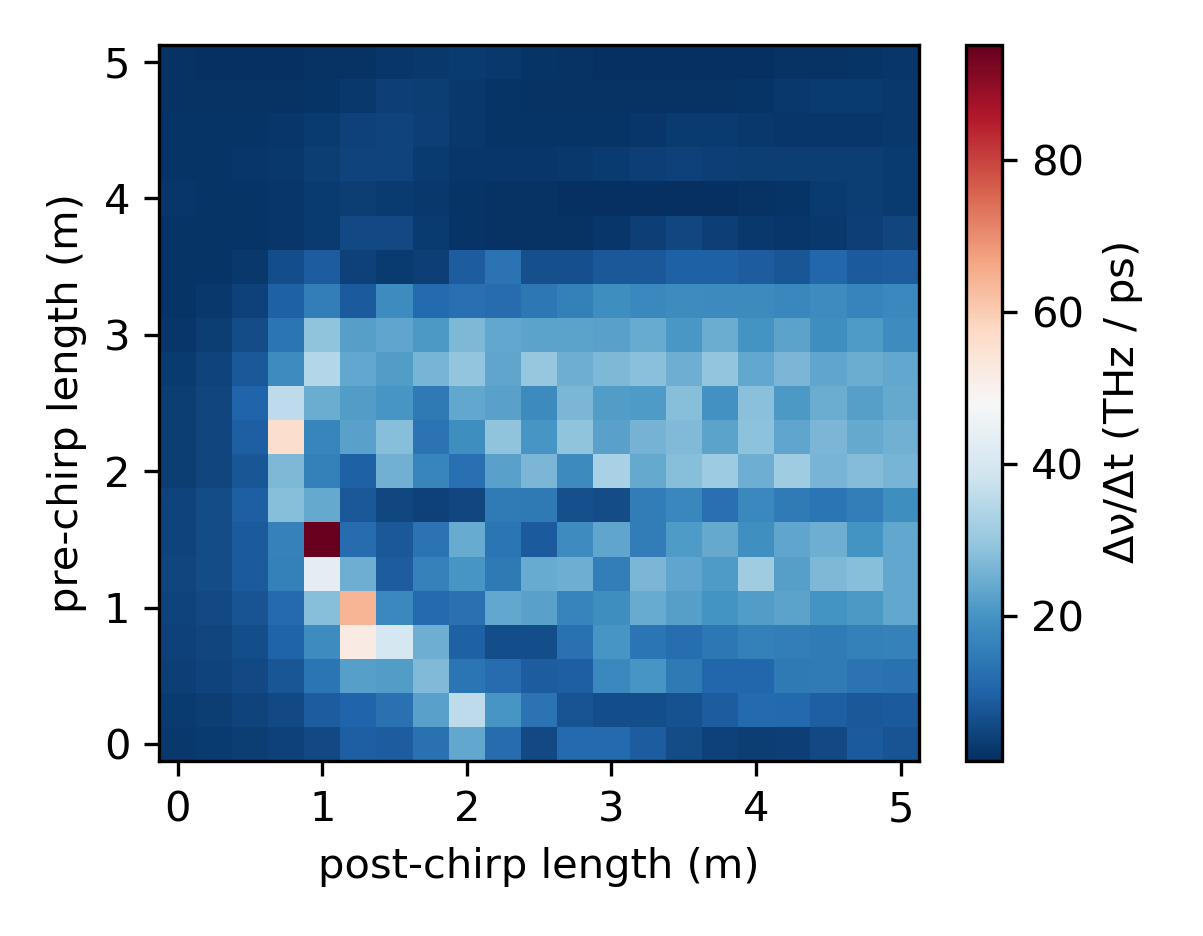 5
4
3
2
1
0
pre-chirp length (m)
0 1 2 3 4 5
post-chirp length (m)
80
60
40
20
Δν/Δt (THz / ps)